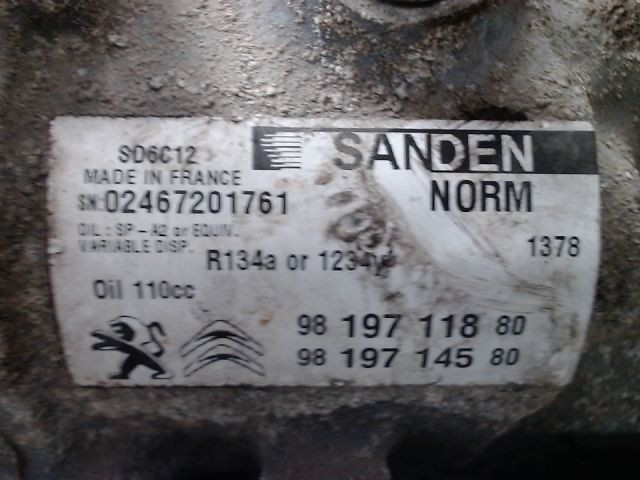 SD6C12
SANDEN
MADE IN FRANCE
NORM
SN:02467201761
OIL : SP - A2 or EQUIV.
VARIABLE DISP.
1378
R134a or 1234yf
Oil 110cc
98 197 118 80
98 197 145 80